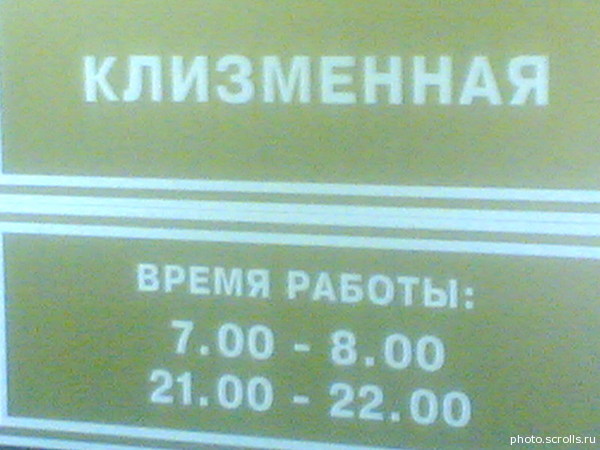 КЛИЗМЕННАЯ
ВРЕМЯ РАБОТЫ:
7.00 - 8.00
21.00 - 22.00
photo.scrolls.ru